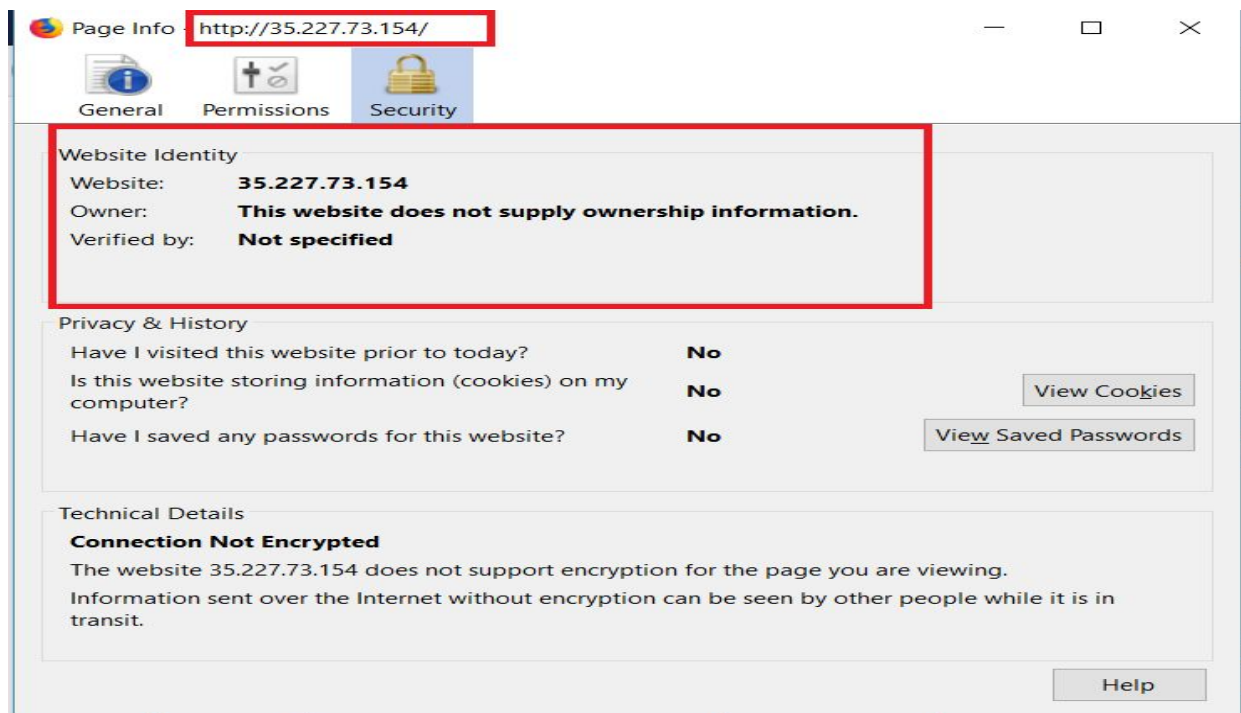 Page Info - http://35.227.73.154/
General Permissions Security
Website Identity
Website: 35.227.73.154
Owner: This website does not supply ownership information.
Verified by: Not specified
Privacy & History
Have I visited this website prior to today? No
Is this website storing information (cookies) on my
computer? No View Cookies
Have I saved any passwords for this website? No View Saved Passwords
Technical Details
Connection Not Encrypted
The website 35.227.73.154 does not support encryption for the page you are viewing.
Information sent over the Internet without encryption can be seen by other people while it is in
transit.
Help